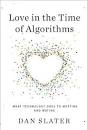 Love in the Time
of Algorithms
WHAT TECHNOLOGY DOES TO MEETING
AND MATING
DAN SLATER